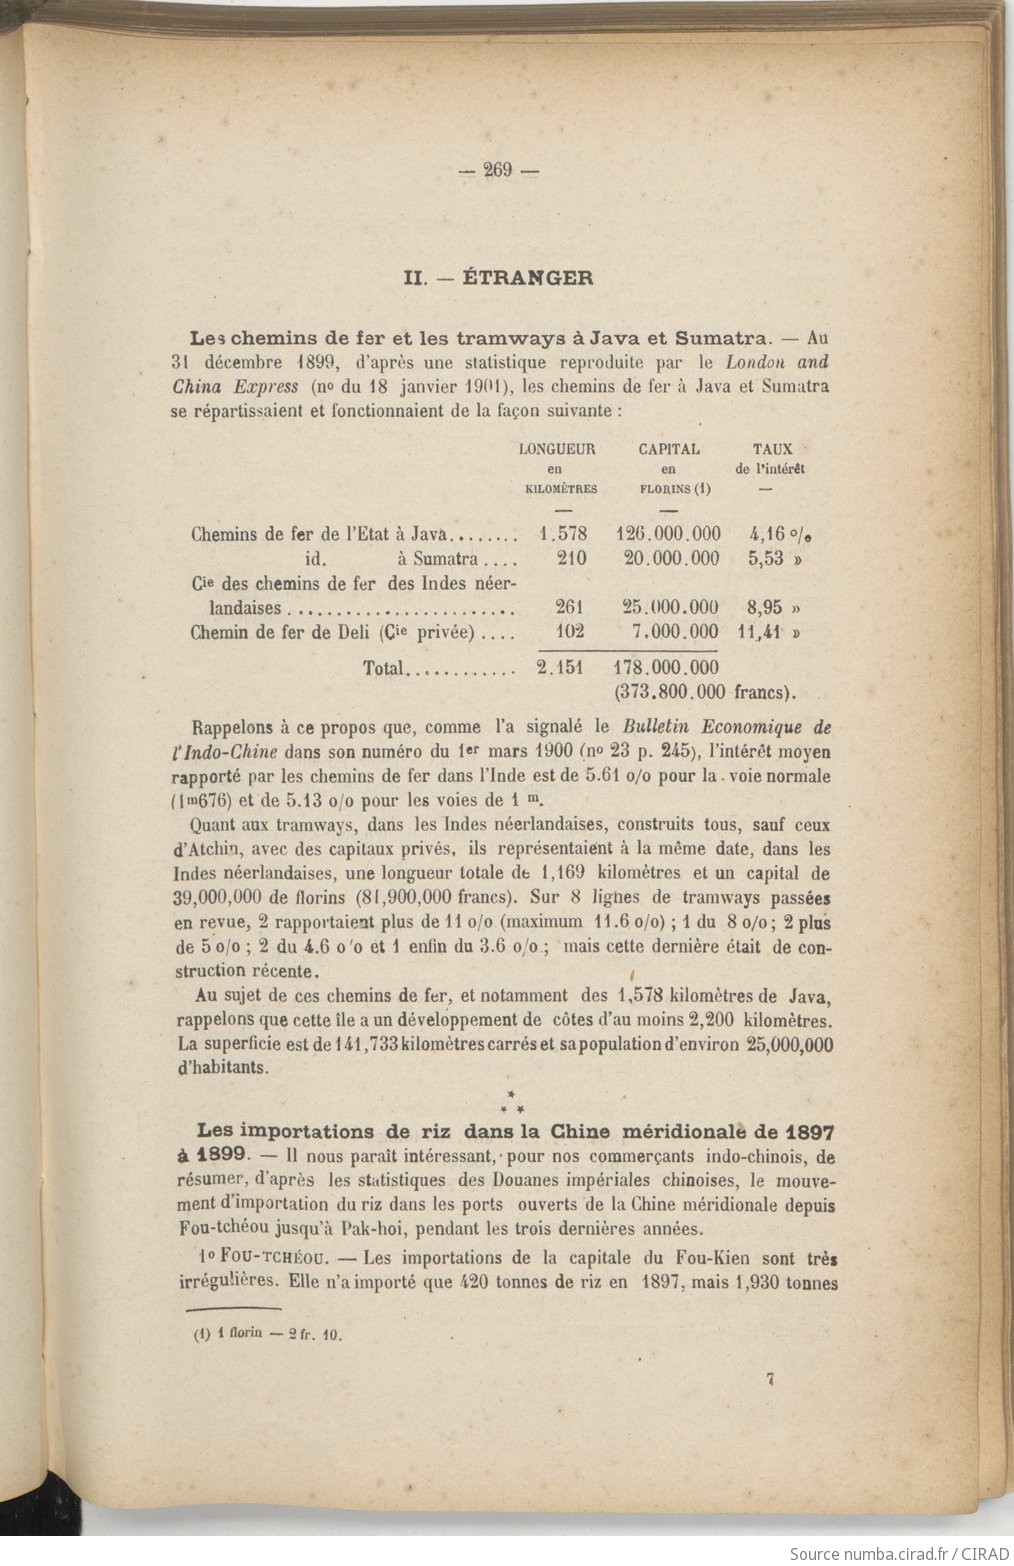 — 269 —
II. — ÉTRANGER
Les chemins de fer et les tramways à Java et Sumatra. — Au
31 décembre 1899, d'après une statistique reproduite par le London and
China Express (nº du 18 janvier 1901), les chemins de fer à Java et Sumatra
se répartissaient et fonctionnaient de la façon suivante :
LONGUEUR CAPITAL TAUX
en en de l'intérêt
KILOMÈTRES FLORINS (1) —
— —
Chemins de fer de l'Etat à Java........ 1.578 126.000.000 4,16 º/o
id. à Sumatra.... 210 20.000.000 5,53 »
Cie des chemins de fer des Indes néer-
landaises........................ 261 25.000.000 8,95 »
Chemin de fer de Deli (Cie privée).... 102 7.000.000 11,41 »
Total............ 2.151 178.000.000
(373.800.000 francs).
Rappelons à ce propos que, comme l'a signalé le Bulletin Economique de
l'Indo-Chine dans son numéro du 1er mars 1900 (nº 23 p. 245), l'intérêt moyen
rapporté par les chemins de fer dans l'Inde est de 5.61 o/o pour la voie normale
(1m676) et de 5.13 o/o pour les voies de 1 m.
Quant aux tramways, dans les Indes néerlandaises, construits tous, sauf ceux
d'Atchin, avec des capitaux privés, ils représentaient à la même date, dans les
Indes néerlandaises, une longueur totale de 1,169 kilomètres et un capital de
39,000,000 de florins (81,900,000 francs). Sur 8 lignes de tramways passées
en revue, 2 rapportaient plus de 11 o/o (maximum 11.6 o/o) ; 1 du 8 o/o ; 2 plus
de 5 o/o ; 2 du 4.6 o/o et 1 enfin du 3.6 o/o ; mais cette dernière était de con-
struction récente.
Au sujet de ces chemins de fer, et notamment des 1,578 kilomètres de Java,
rappelons que cette île a un développement de côtes d'au moins 2,200 kilomètres.
La superficie est de 141,733 kilomètres carrés et sa population d'environ 25,000,000
d'habitants.
*
* *
Les importations de riz dans la Chine méridionale de 1897
à 1899. — Il nous paraît intéressant, pour nos commerçants indo-chinois, de
résumer, d'après les statistiques des Douanes impériales chinoises, le mouve-
ment d'importation du riz dans les ports ouverts de la Chine méridionale depuis
Fou-tchéou jusqu'à Pak-hoi, pendant les trois dernières années.
1º FOU-TCHÉOU. — Les importations de la capitale du Fou-Kien sont très
irrégulières. Elle n'a importé que 420 tonnes de riz en 1897, mais 1,930 tonnes
(1) 1 florin — 2 fr. 10.
7
Source numba.cirad.fr / CIRAD